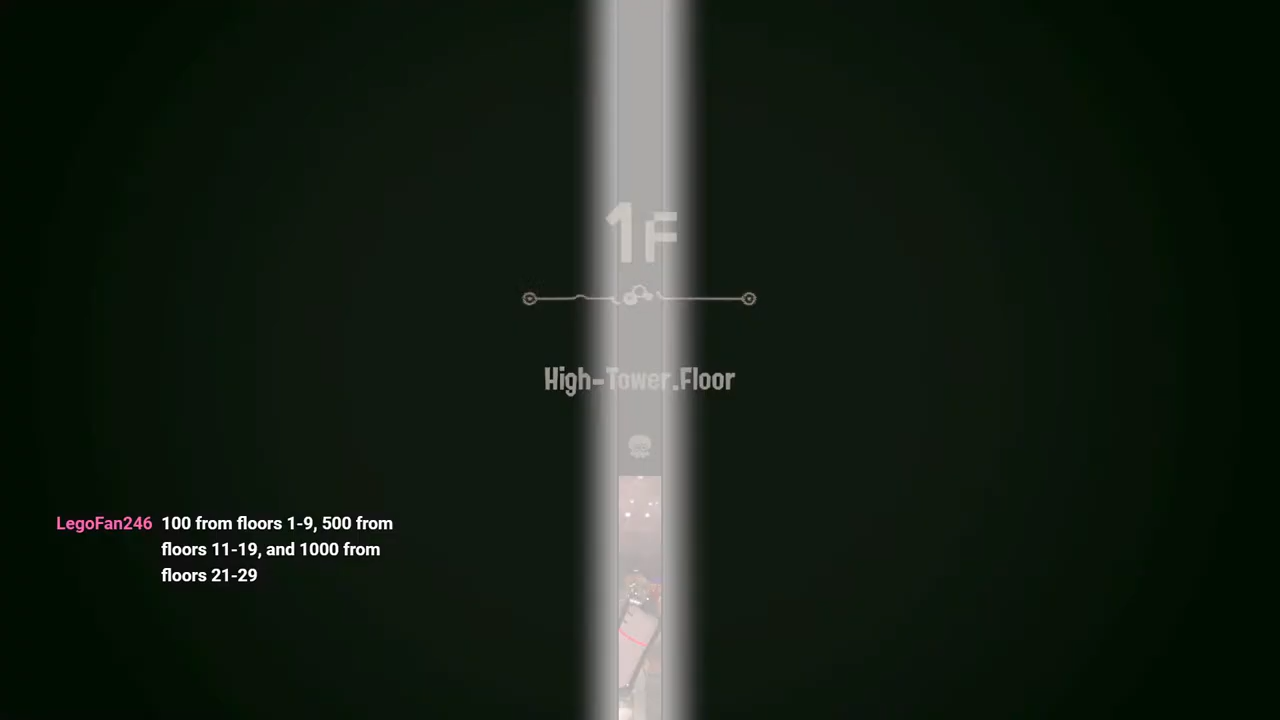 1F
High-Tower.Floor
LegoFan246 100 from floors 1-9, 500 from
floors 11-19, and 1000 from
floors 21-29